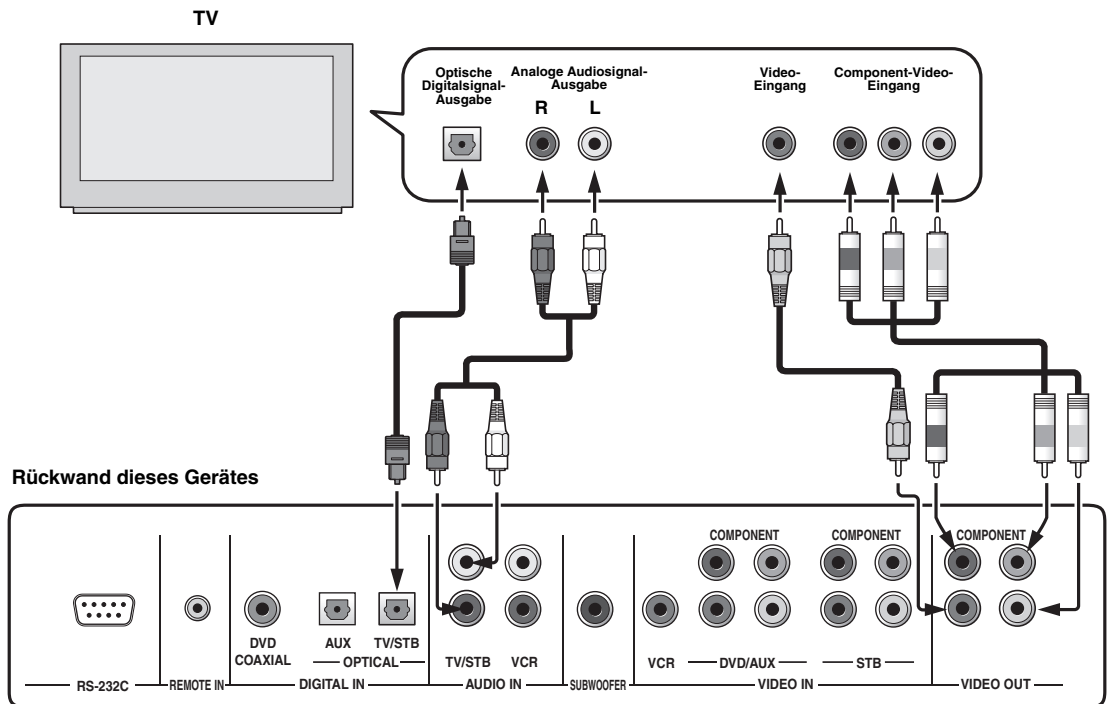 TV
Optische
Digitalsignal-
Ausgabe
Analoge Audiosignal-
Ausgabe
R L
Video-
Eingang
Component-Video-
Eingang
Rückwand dieses Gerätes
COMPONENT COMPONENT COMPONENT
DVD
COAXIAL
AUX TV/STB
OPTICAL
TV/STB VCR
VCR DVD/AUX STB
RS-232C REMOTE IN DIGITAL IN AUDIO IN SUBWOOFER VIDEO IN VIDEO OUT